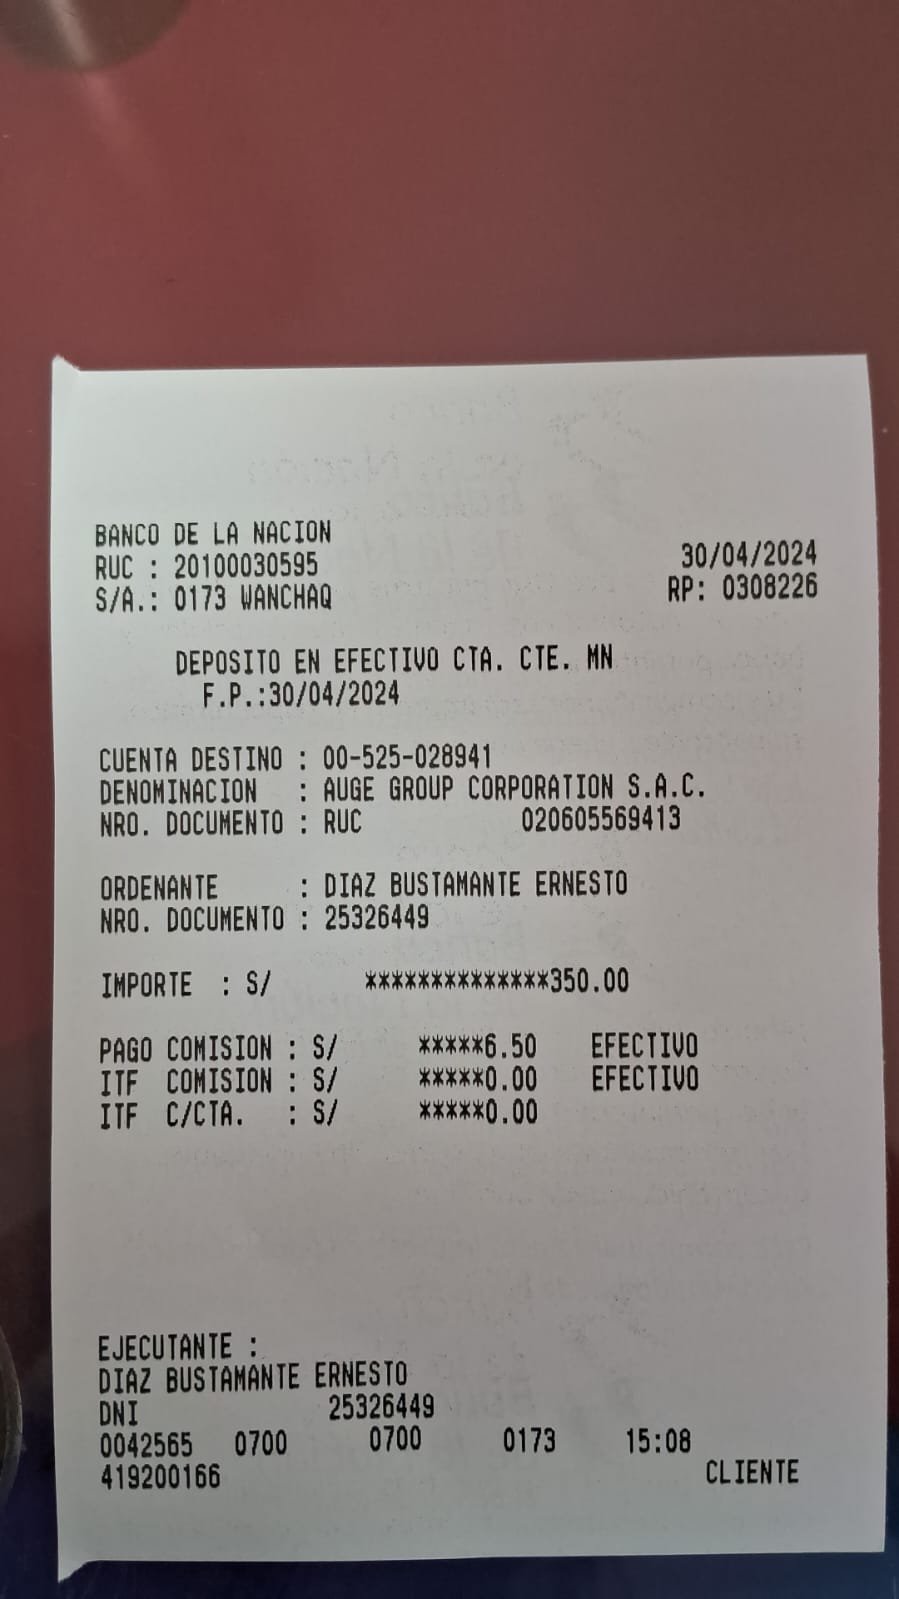 BANCO DE LA NACION
RUC : 20100030595 30/04/2024
S/A.: 0173 WANCHAQ RP: 0308226
DEPOSITO EN EFECTIVO CTA. CTE. MN
F.P.:30/04/2024
CUENTA DESTINO : 00-525-028941
DENOMINACION : AUGE GROUP CORPORATION S.A.C.
NRO. DOCUMENTO : RUC 020605569413
ORDENANTE : DIAZ BUSTAMANTE ERNESTO
NRO. DOCUMENTO : 25326449
IMPORTE : S/ **************350.00
PAGO COMISION : S/ *****6.50 EFECTIVO
ITF COMISION : S/ *****0.00 EFECTIVO
ITF C/CTA. : S/ *****0.00
EJECUTANTE :
DIAZ BUSTAMANTE ERNESTO
DNI 25326449
0042565 0700 0700 0173 15:08
419200166 CLIENTE